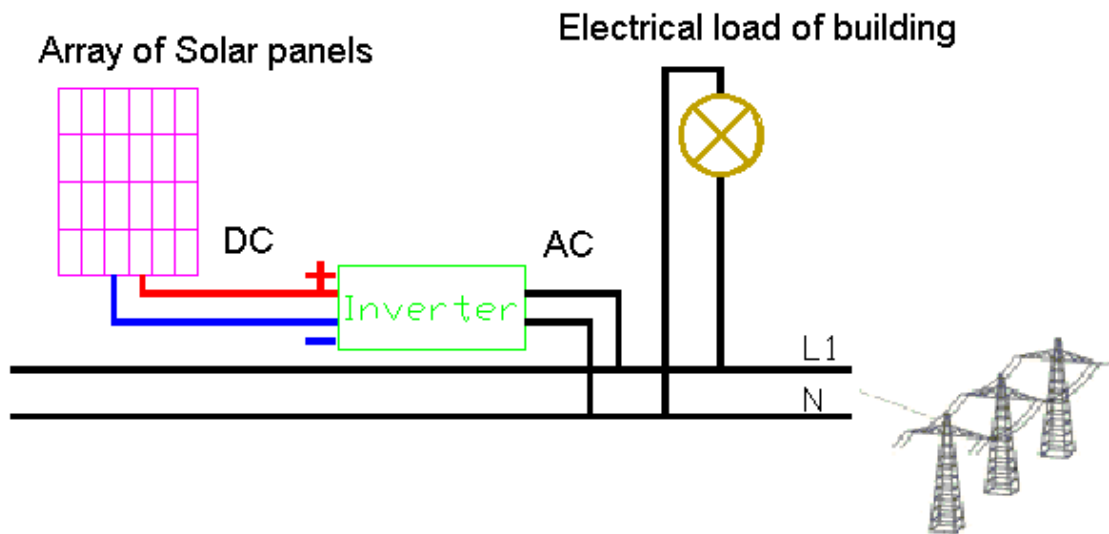 Electrical load of building
Array of Solar panels
DC
AC
+
Inverter
-
L1
N